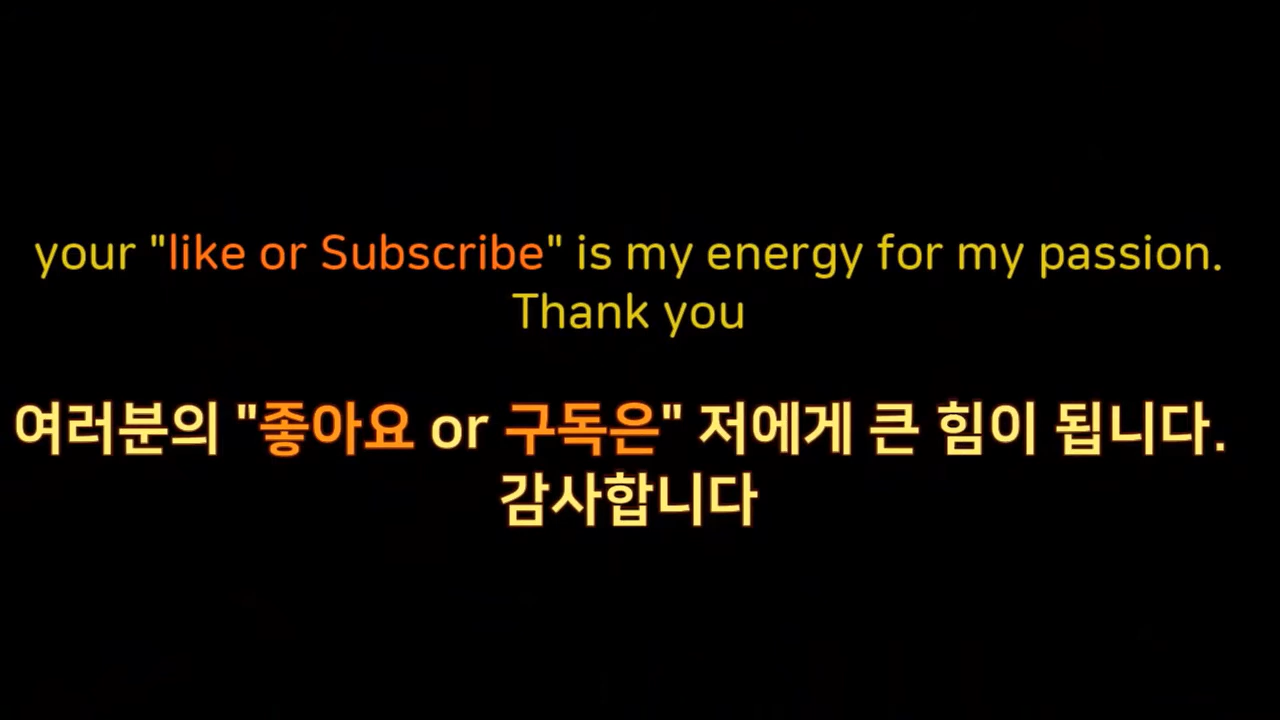 your "like or Subscribe" is my energy for my passion.
Thank you
여러분의 "좋아요 or 구독은" 저에게 큰 힘이 됩니다.
감사합니다